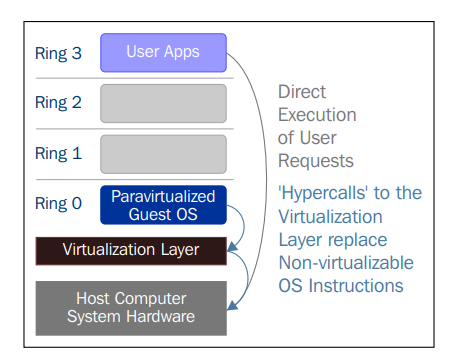 Ring 3
User Apps
Ring 2
Ring 1
Ring 0
Paravirtualized
Guest OS
Virtualization Layer
Host Computer
System Hardware
Direct
Execution
of User
Requests
'Hypercalls' to the
Virtualization
Layer replace
Non-virtualizable
OS Instructions